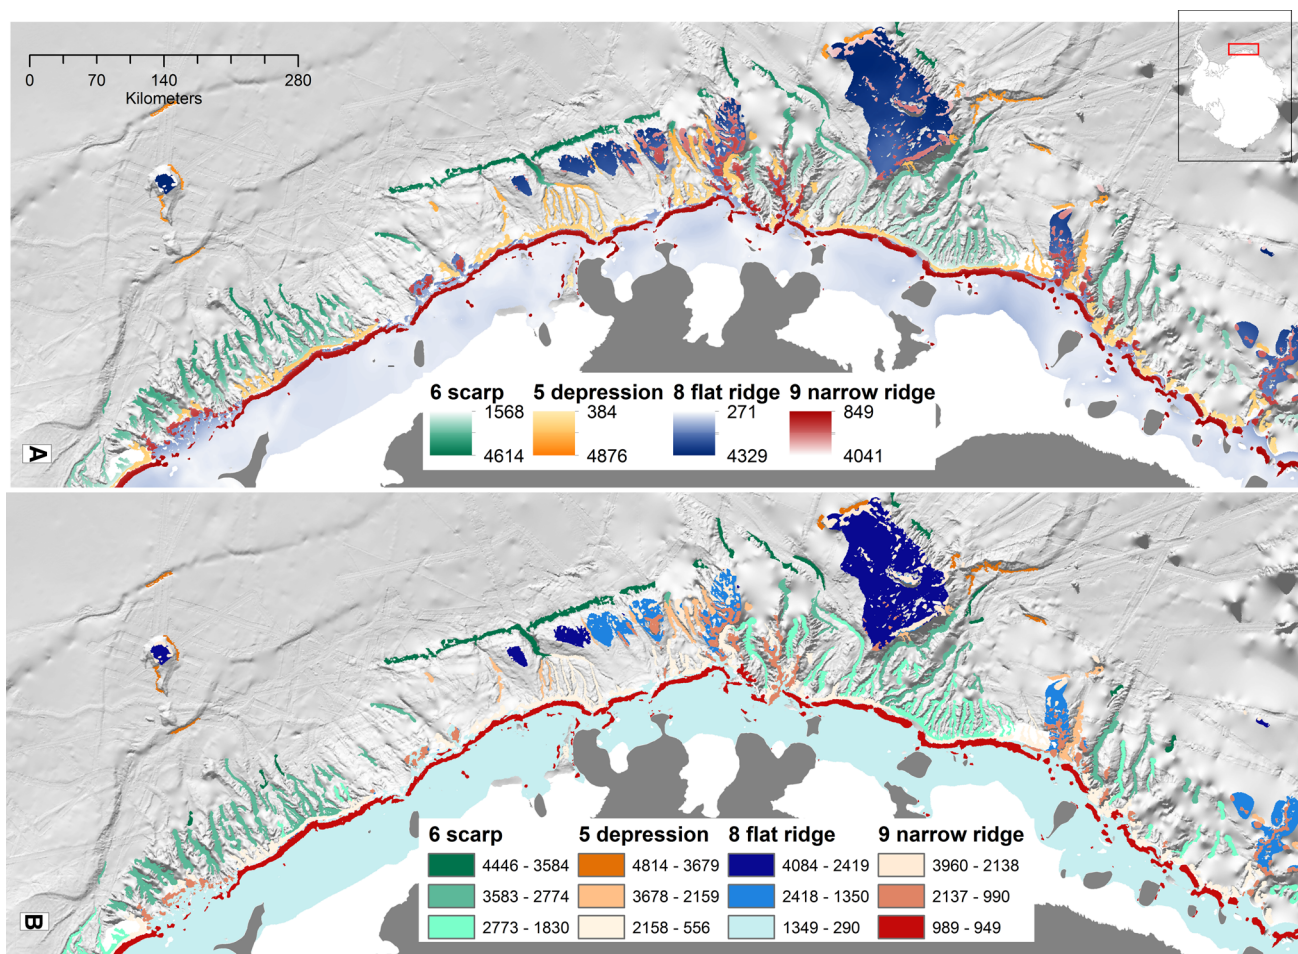 0 70 140 280
Kilometers
6 scarp 5 depression 8 flat ridge 9 narrow ridge
1568 384 271 849
4614 4876 4329 4041
A
6 scarp 5 depression 8 flat ridge 9 narrow ridge
4446 - 3584 4814 - 3679 4084 - 2419 3960 - 2138
3583 - 2774 3678 - 2159 2418 - 1350 2137 - 990
2773 - 1830 2158 - 556 1349 - 290 989 - 949
B